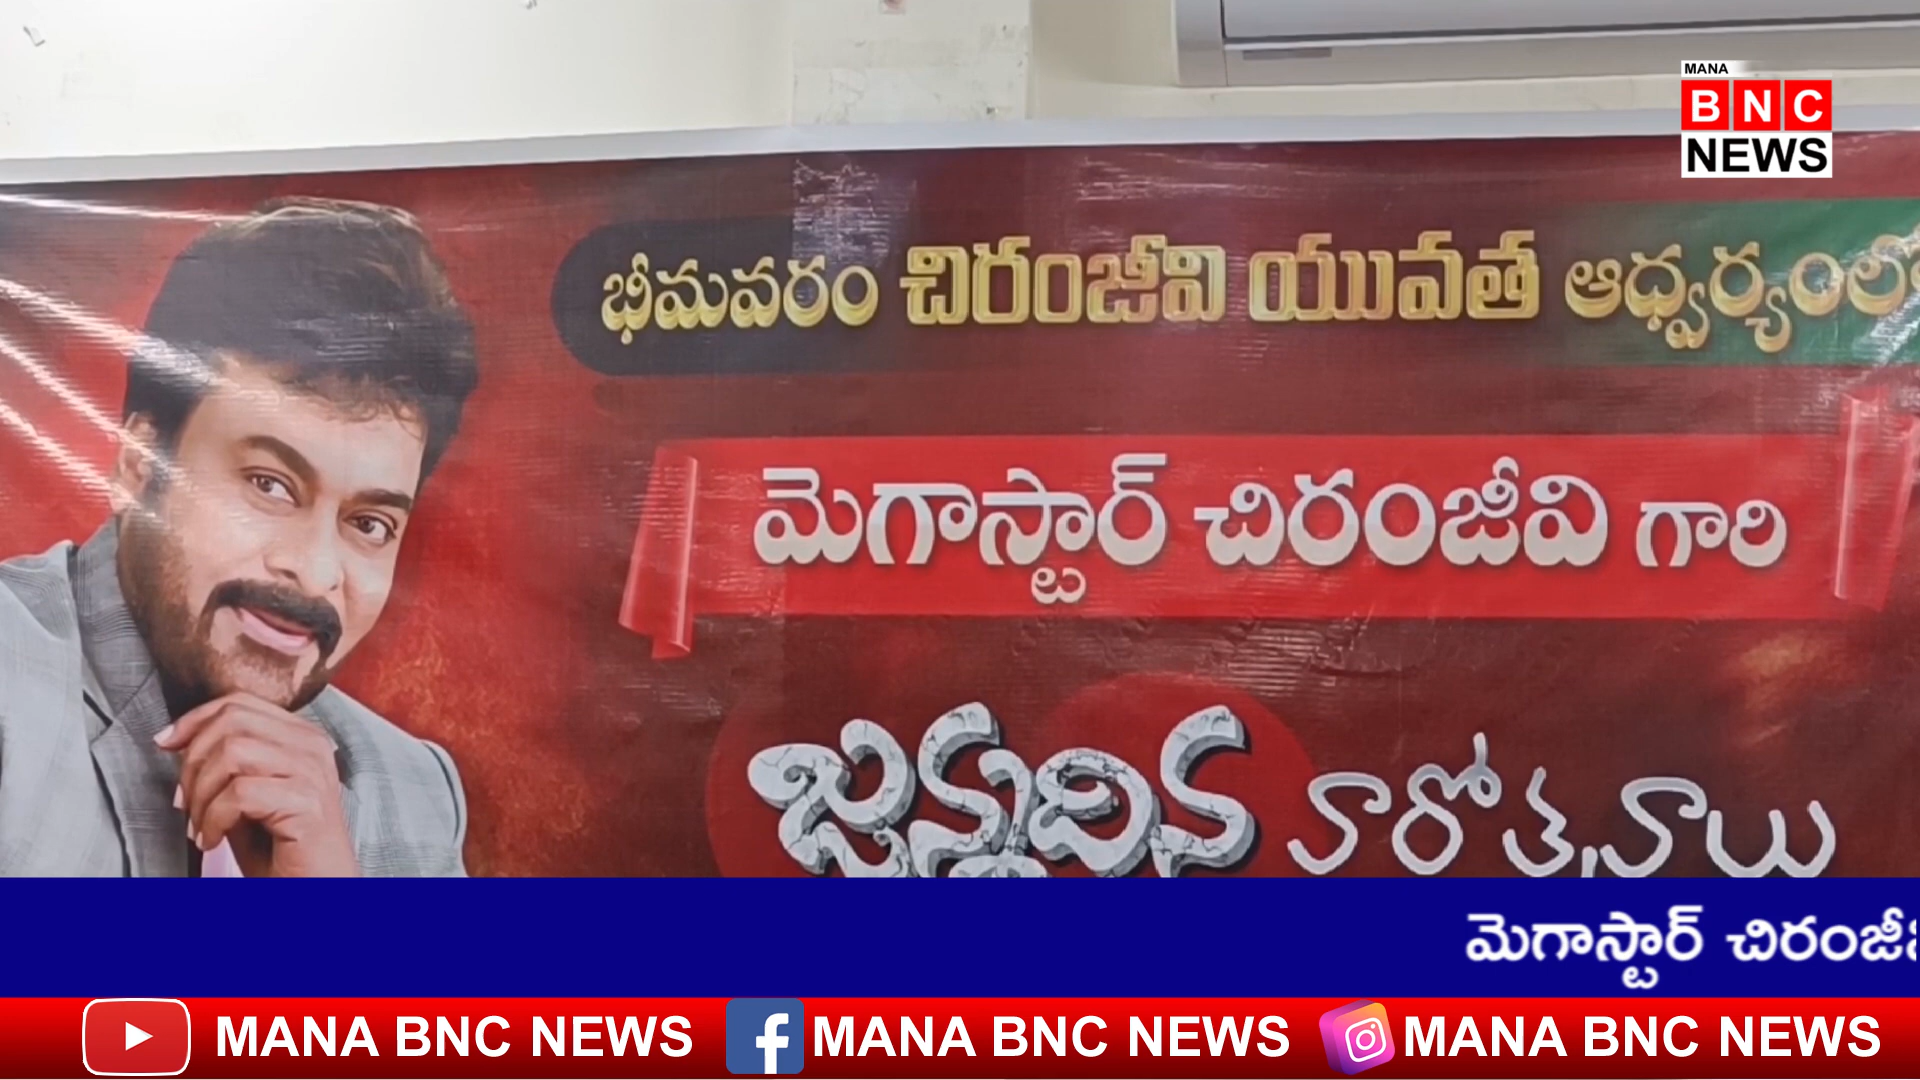 MANA
BNC
NEWS
భీమవరం చిరంజీవి యువత ఆధ్వర్యంలో
మెగాస్టార్ చిరంజీవి గారి
జన్మదిన వారోత్సవాలు
మెగాస్టార్ చిరంజీవి
MANA BNC NEWS MANA BNC NEWS MANA BNC NEWS